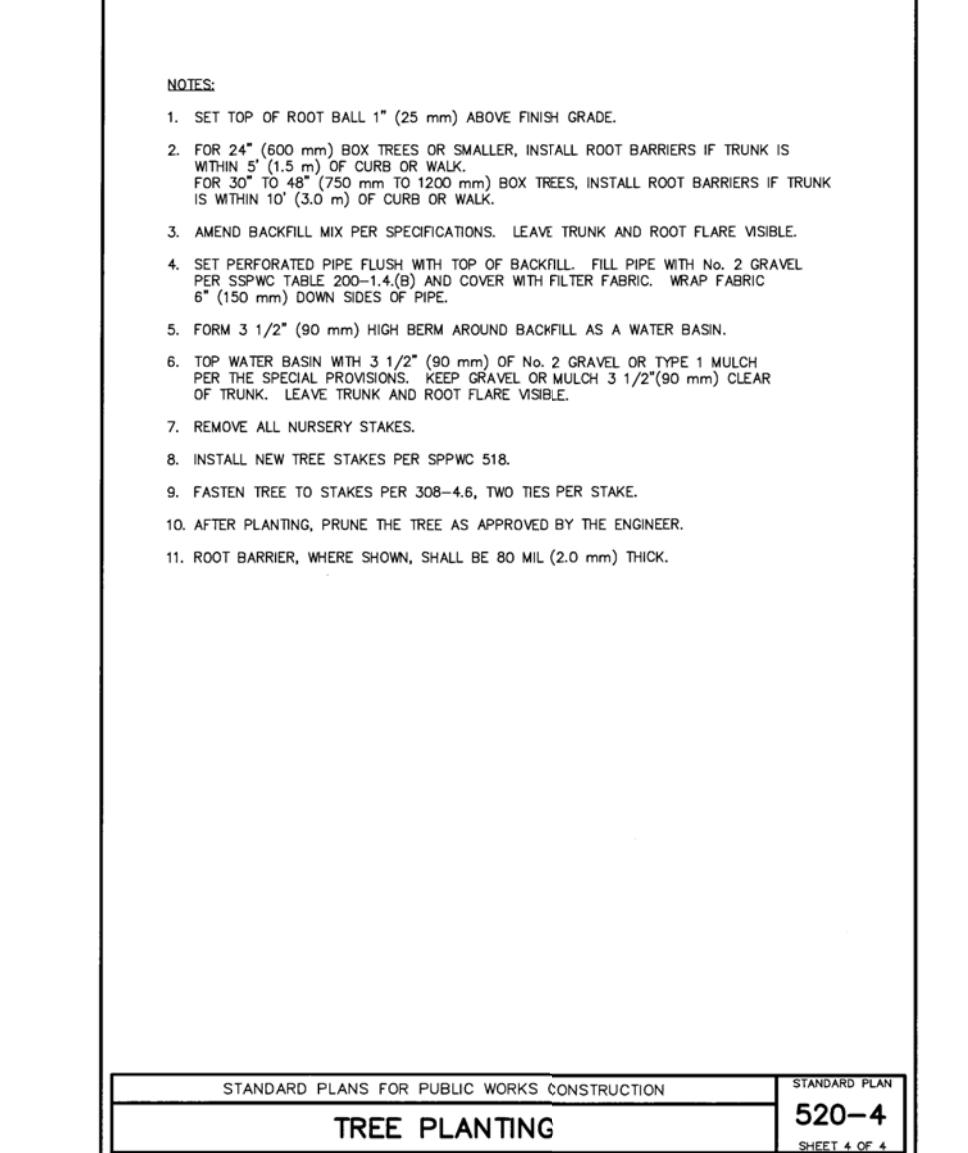 NOTES:
1. SET TOP OF ROOT BALL 1" (25 mm) ABOVE FINISH GRADE.
2. FOR 24" (600 mm) BOX TREES OR SMALLER, INSTALL ROOT BARRIERS IF TRUNK IS
WITHIN 5' (1.5 m) OF CURB OR WALK.
FOR 30" TO 48" (750 mm TO 1200 mm) BOX TREES, INSTALL ROOT BARRIERS IF TRUNK
IS WITHIN 10' (3.0 m) OF CURB OR WALK.
3. AMEND BACKFILL MIX PER SPECIFICATIONS. LEAVE TRUNK AND ROOT FLARE VISIBLE.
4. SET PERFORATED PIPE FLUSH WITH TOP OF BACKFILL. FILL PIPE WITH No. 2 GRAVEL
PER SSPWC TABLE 200-1.4.(B) AND COVER WITH FILTER FABRIC. WRAP FABRIC
6" (150 mm) DOWN SIDES OF PIPE.
5. FORM 3 1/2" (90 mm) HIGH BERM AROUND BACKFILL AS A WATER BASIN.
6. TOP WATER BASIN WITH 3 1/2" (90 mm) OF No. 2 GRAVEL OR TYPE 1 MULCH
PER THE SPECIAL PROVISIONS. KEEP GRAVEL OR MULCH 3 1/2"(90 mm) CLEAR
OF TRUNK. LEAVE TRUNK AND ROOT FLARE VISIBLE.
7. REMOVE ALL NURSERY STAKES.
8. INSTALL NEW TREE STAKES PER SPPWC 518.
9. FASTEN TREE TO STAKES PER 308-4.6, TWO TIES PER STAKE.
10. AFTER PLANTING, PRUNE THE TREE AS APPROVED BY THE ENGINEER.
11. ROOT BARRIER, WHERE SHOWN, SHALL BE 80 MIL (2.0 mm) THICK.
STANDARD PLANS FOR PUBLIC WORKS CONSTRUCTION
TREE PLANTING
STANDARD PLAN
520-4
SHEET 4 OF 4